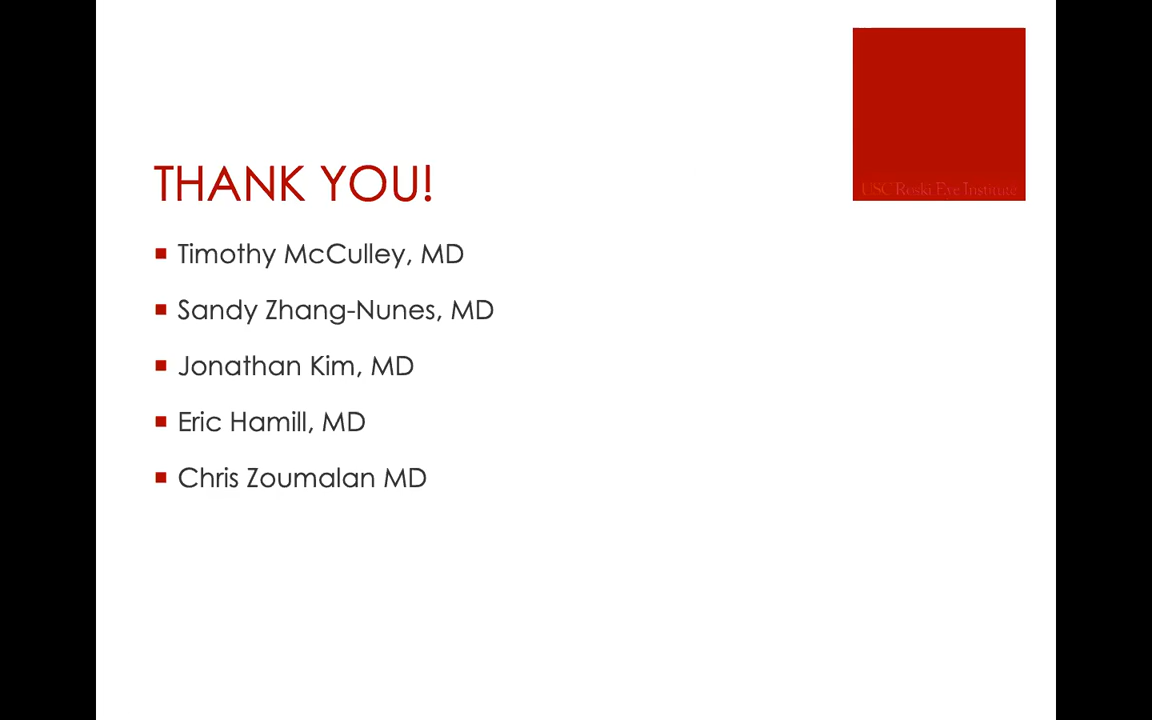 USC Roski Eye Institute
THANK YOU!
Timothy McCulley, MD
Sandy Zhang-Nunes, MD
Jonathan Kim, MD
Eric Hamill, MD
Chris Zoumalan MD